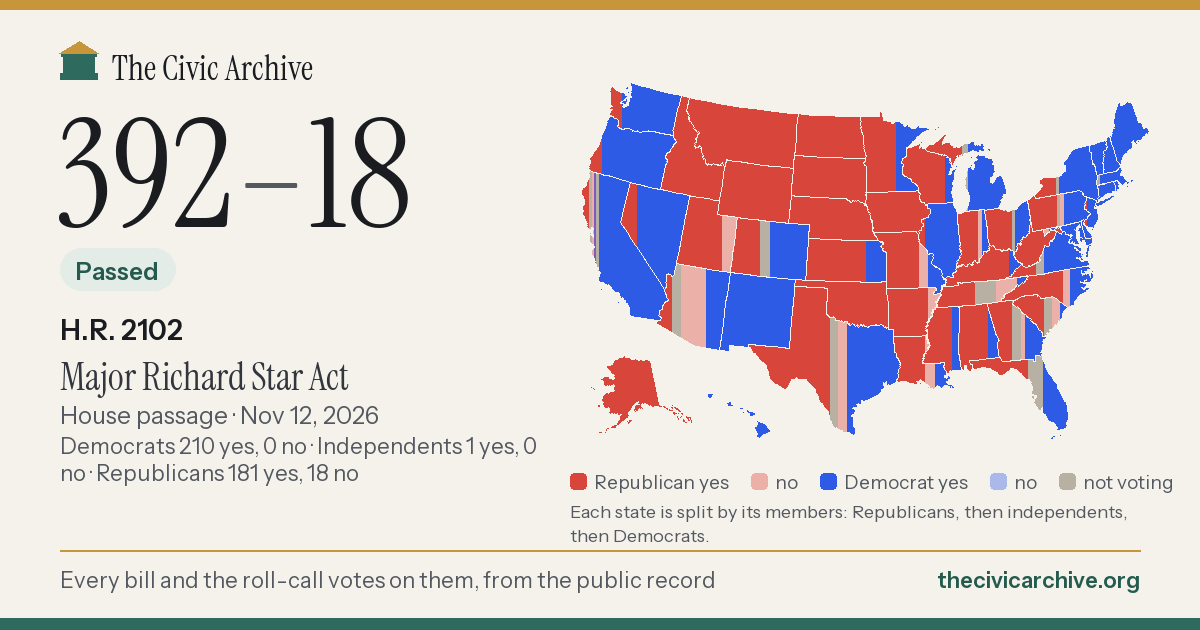 The Civic Archive
392–18
Passed
H.R. 2102
Major Richard Star Act
House passage · Nov 12, 2026
Democrats 210 yes, 0 no · Independents 1 yes, 0
no · Republicans 181 yes, 18 no
Republican yes no Democrat yes no not voting
Each state is split by its members: Republicans, then independents,
then Democrats.
Every bill and the roll-call votes on them, from the public record
thecivicarchive.org